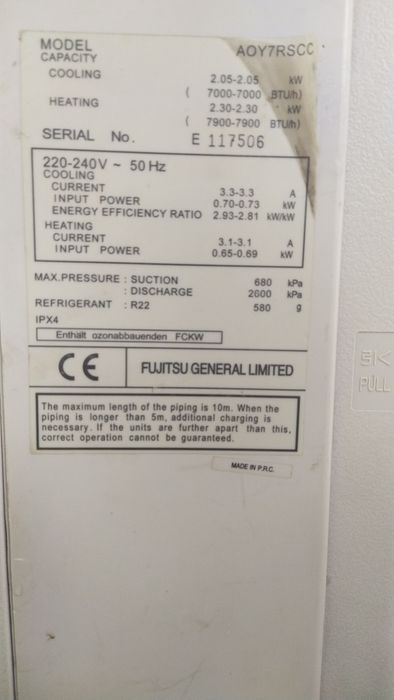 MODEL AOY7RSCC
CAPACITY
COOLING 2.05-2.05 kW
( 7000-7000 BTU/h)
HEATING 2.30-2.30 kW
( 7900-7900 BTU/h)
SERIAL No. E 117506
220-240V ~ 50 Hz
COOLING
CURRENT 3.3-3.3 A
INPUT POWER 0.70-0.73 kW
ENERGY EFFICIENCY RATIO 2.93-2.81 kW/kW
HEATING
CURRENT 3.1-3.1 A
INPUT POWER 0.65-0.69 kW
MAX.PRESSURE : SUCTION 680 kPa
: DISCHARGE 2600 kPa
REFRIGERANT : R22 580 g
IPX4
Enthält ozonabbauenden FCKW
CE FUJITSU GENERAL LIMITED
The maximum length of the piping is 10m. When the
piping is longer than 5m, additional charging is
necessary. If the units are further apart than this,
correct operation cannot be guaranteed.
MADE IN P.R.C.
PULL